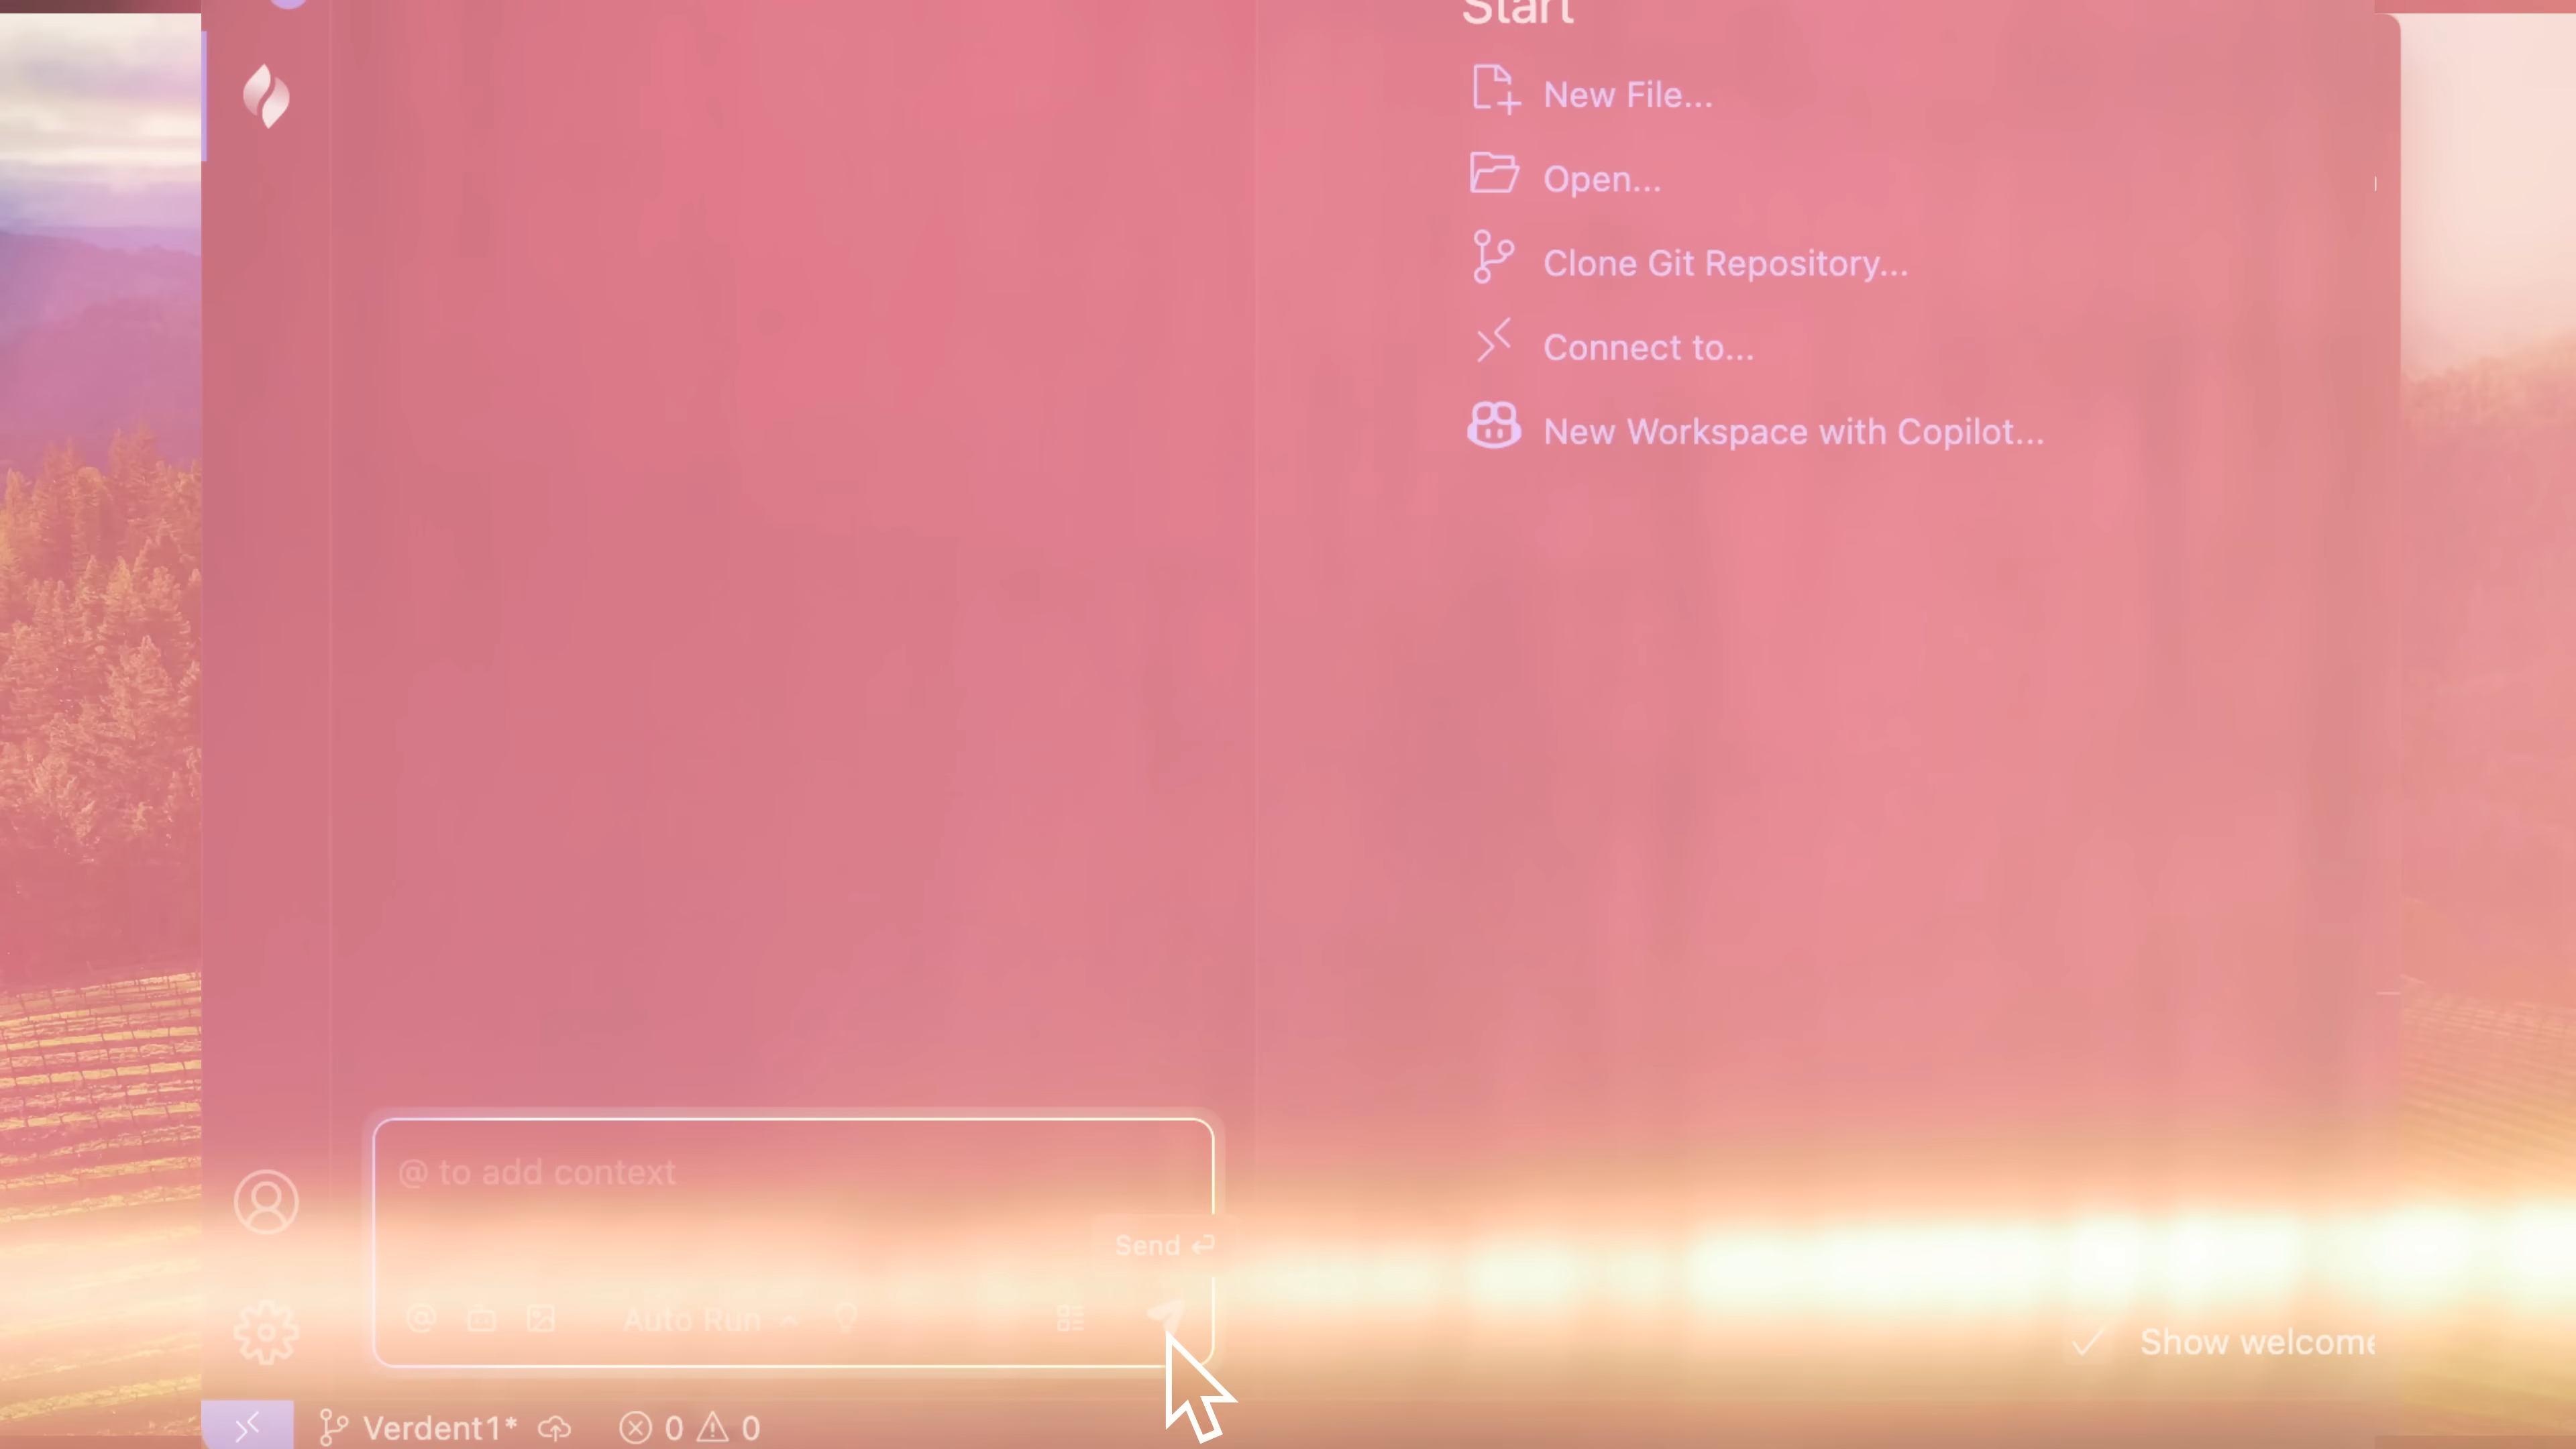 Start
New File...
Open...
Clone Git Repository...
Connect to...
New Workspace with Copilot...
@ to add context
Send
Auto Run
Show welcome
Verdent1*
0 0